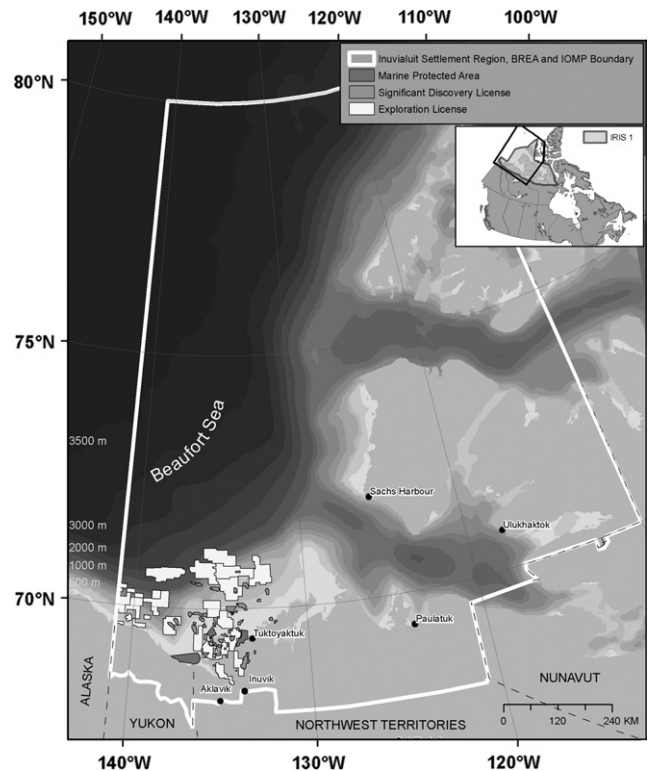 150°W 140°W 130°W 120°W 110°W 100°W
80°N
Inuvialuit Settlement Region, BREA and IOMP Boundary
Marine Protected Area
Significant Discovery License
Exploration License
IRIS 1
75°N
Beaufort Sea
3500 m
Sachs Harbour
3000 m
Ulukhaktok
2000 m
1000 m
500 m
70°N
Paulatuk
Tuktoyaktuk
Inuvik
Aklavik
ALASKA
NUNAVUT
YUKON
NORTHWEST TERRITORIES
0 120 240 KM
140°W 130°W 120°W